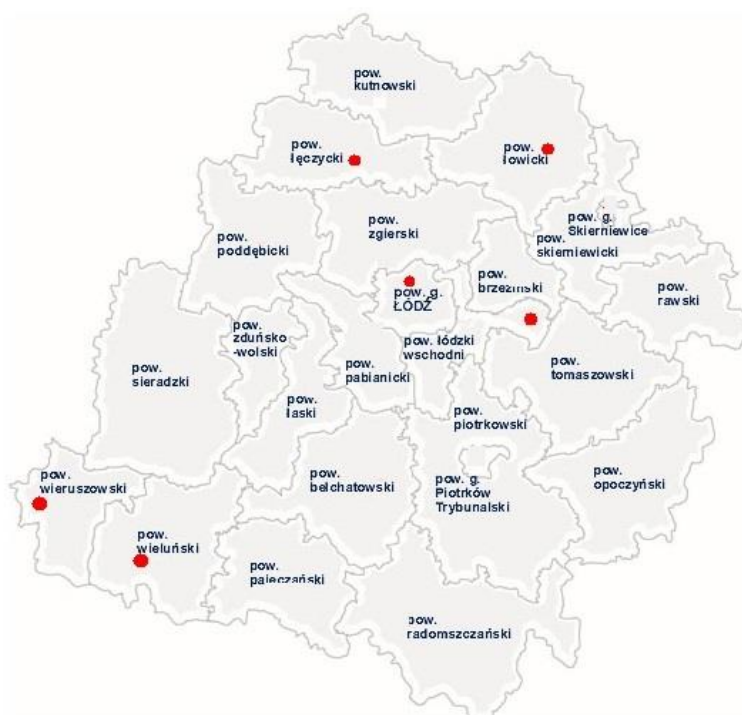 pow.
kutnowski
pow.
łęczycki
pow.
łowicki
pow. g.
Skierniewice
pow.
skierniewicki
pow.
zgierski
pow.
poddębicki
pow.
brzeziński
pow.
rawski
pow. g.
ŁÓDŹ
pow.
zduńsko
-wolski
pow. łódzki
wschodni
pow.
sieradzki
pow.
pabianicki
pow.
tomaszowski
pow.
łaski
pow.
piotrkowski
pow.
wieruszowski
pow.
bełchatowski
pow. g.
Piotrków
Trybunalski
pow.
opoczyński
pow.
wieluński
pow.
pajęczański
pow.
radomszczański